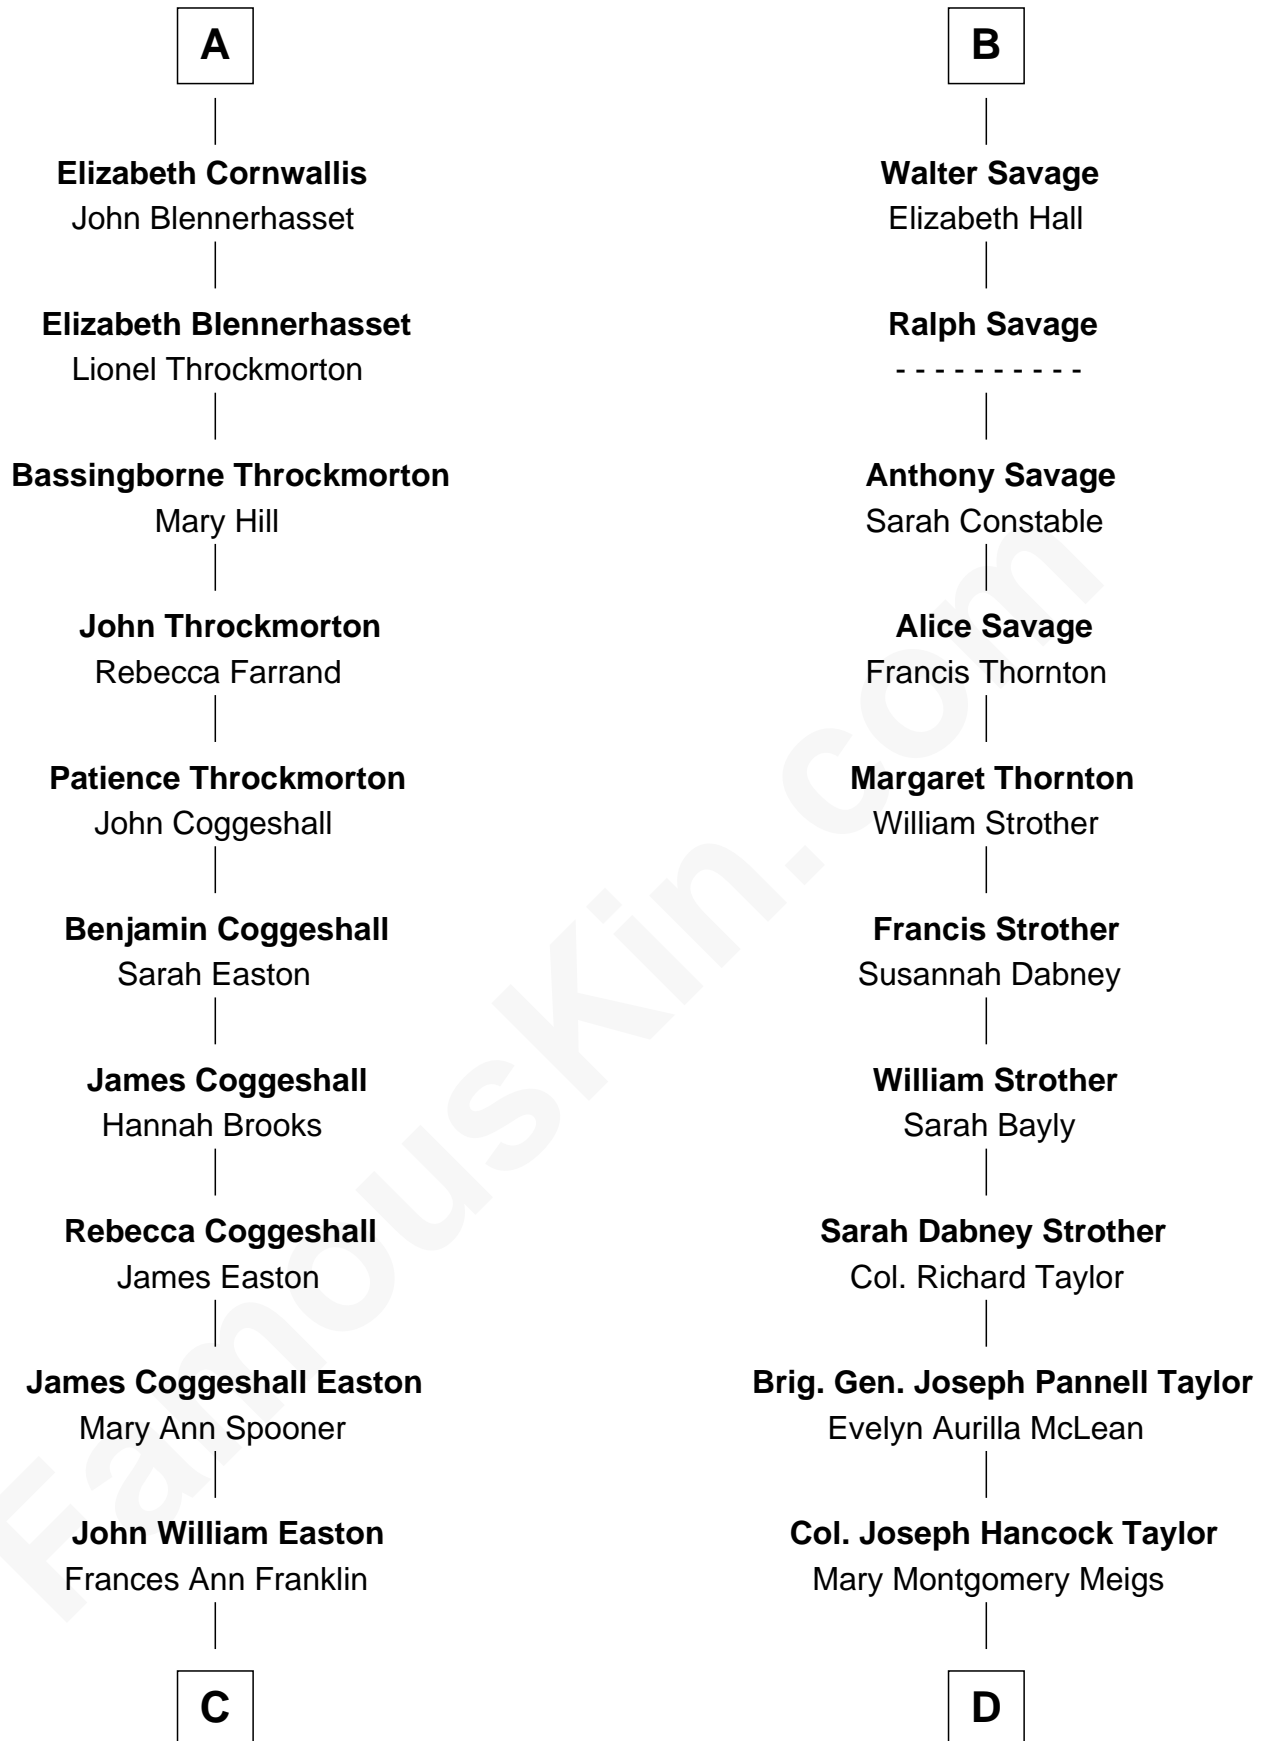 A
Elizabeth Cornwallis
John Blennerhasset
Elizabeth Blennerhasset
Lionel Throckmorton
Bassingborne Throckmorton
Mary Hill
John Throckmorton
Rebecca Farrand
Patience Throckmorton
John Coggeshall
Benjamin Coggeshall
Sarah Easton
James Coggeshall
Hannah Brooks
Rebecca Coggeshall
James Easton
James Coggeshall Easton
Mary Ann Spooner
John William Easton
Frances Ann Franklin
C
B
Walter Savage
Elizabeth Hall
Ralph Savage
- - - - - - - - - -
Anthony Savage
Sarah Constable
Alice Savage
Francis Thornton
Margaret Thornton
William Strother
Francis Strother
Susannah Dabney
William Strother
Sarah Bayly
Sarah Dabney Strother
Col. Richard Taylor
Brig. Gen. Joseph Pannell Taylor
Evelyn Aurilla McLean
Col. Joseph Hancock Taylor
Mary Montgomery Meigs
D
FamousKin.com